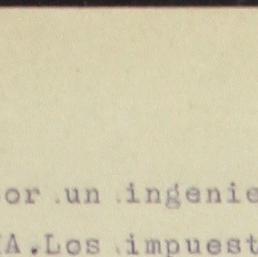 or un ingenie
A.Los impuest